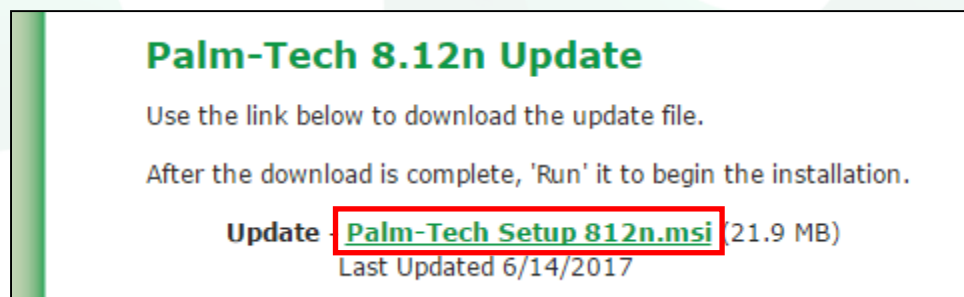 Palm-Tech 8.12n Update
Use the link below to download the update file.
After the download is complete, 'Run' it to begin the installation.
Update - Palm-Tech Setup 812n.msi (21.9 MB)
Last Updated 6/14/2017